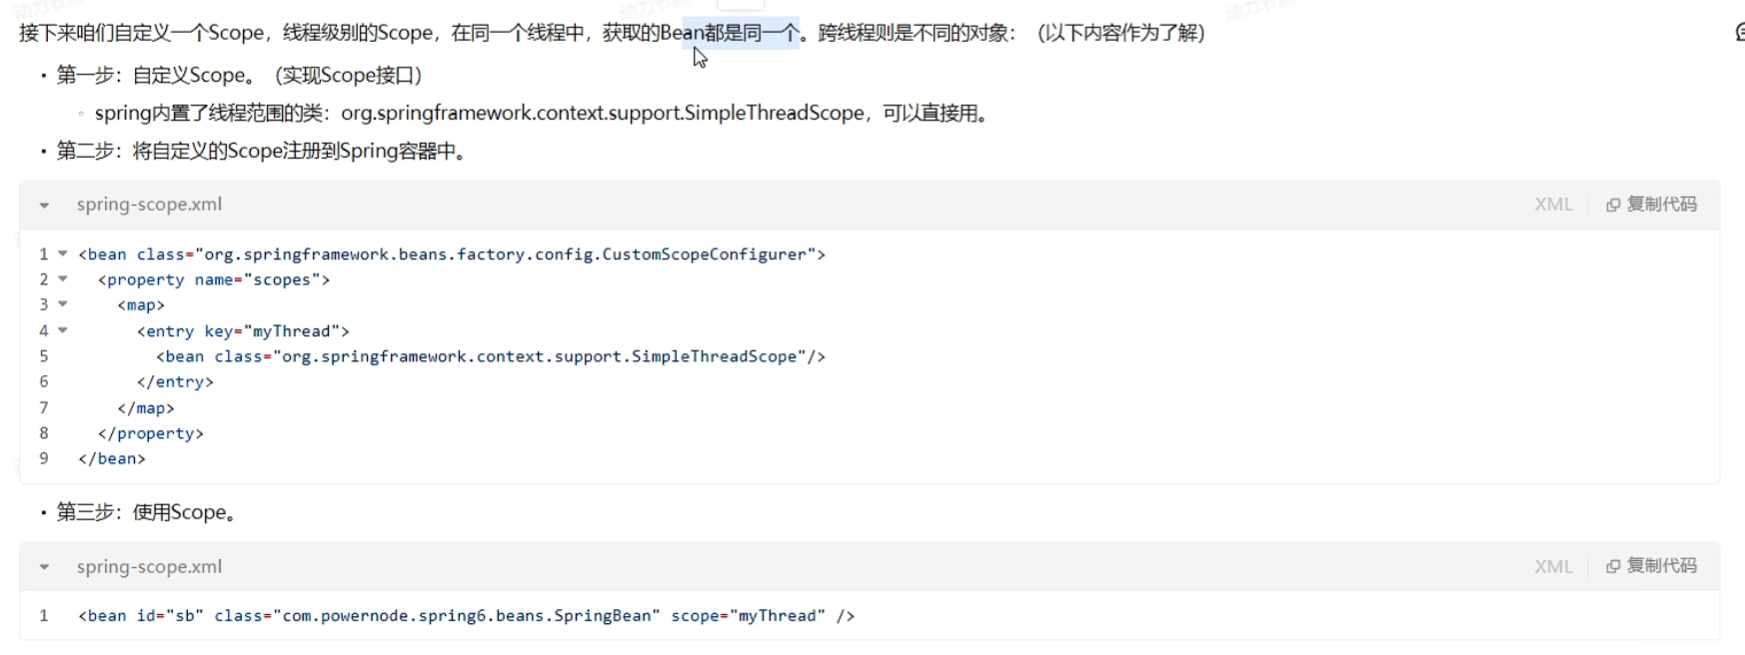 接下来咱们自定义一个Scope，线程级别的Scope，在同一个线程中，获取的Bean都是同一个。跨线程则是不同的对象：（以下内容作为了解）
• 第一步：自定义Scope。（实现Scope接口）
◦ spring内置了线程范围的类：org.springframework.context.support.SimpleThreadScope，可以直接用。
• 第二步：将自定义的Scope注册到Spring容器中。
spring-scope.xml XML 复制代码
1 <bean class="org.springframework.beans.factory.config.CustomScopeConfigurer">
2 <property name="scopes">
3 <map>
4 <entry key="myThread">
5 <bean class="org.springframework.context.support.SimpleThreadScope"/>
6 </entry>
7 </map>
8 </property>
9 </bean>
• 第三步：使用Scope。
spring-scope.xml XML 复制代码
1 <bean id="sb" class="com.powernode.spring6.beans.SpringBean" scope="myThread" />